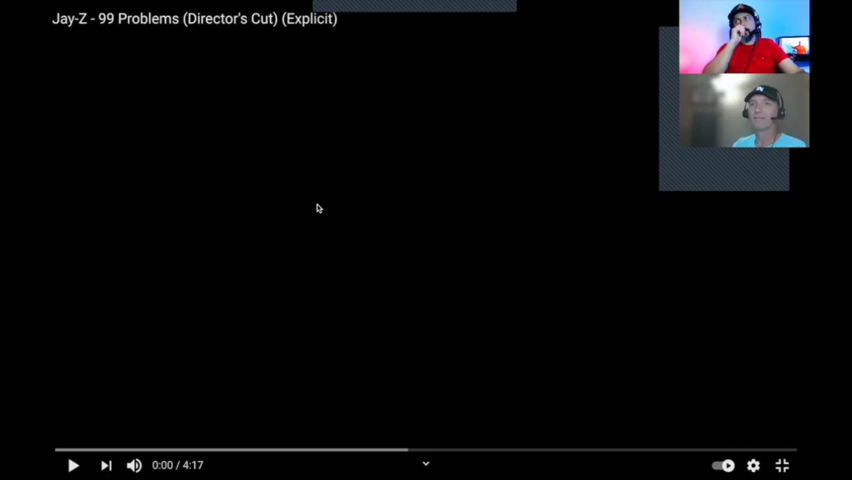 Jay-Z - 99 Problems (Director's Cut) (Explicit)
0:00 / 4:17